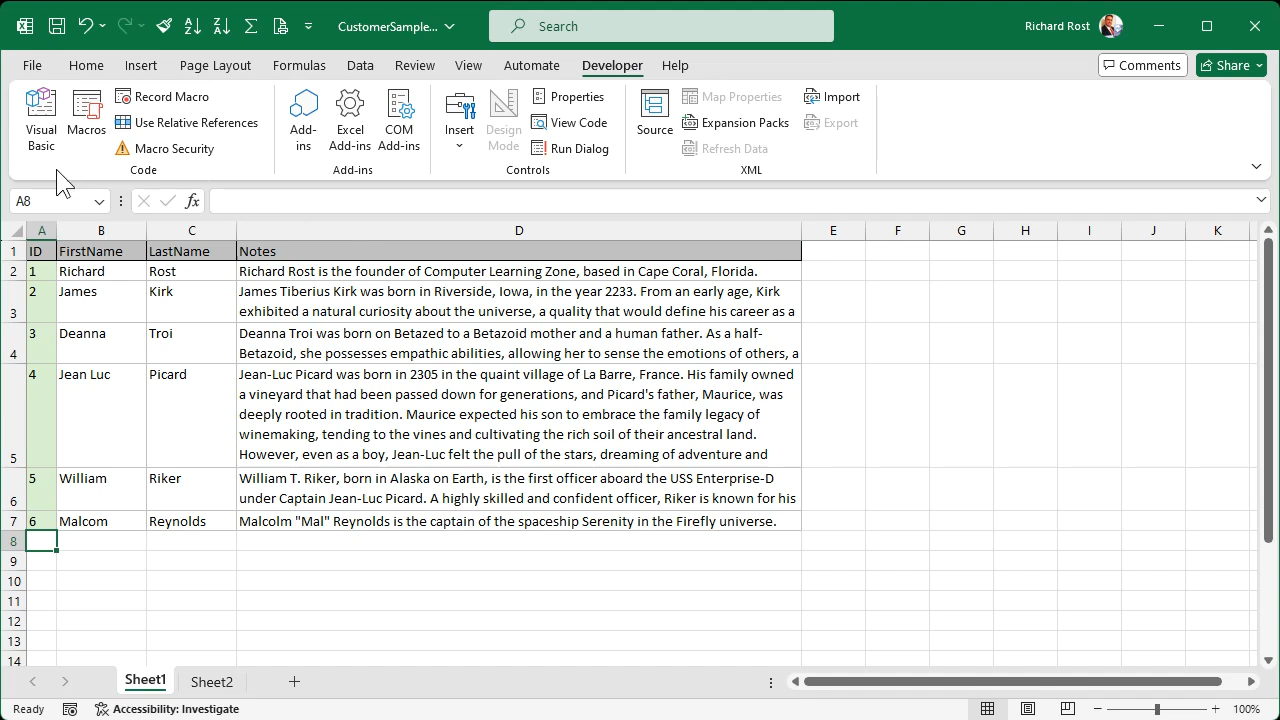 CustomerSample...
Search
Richard Rost
File Home Insert Page Layout Formulas Data Review View Automate Developer Help
Comments Share
Visual Basic
Macros
Record Macro
Use Relative References
Macro Security
Code
Add-ins
Excel Add-ins
COM Add-ins
Add-ins
Insert
Design Mode
Properties
View Code
Run Dialog
Controls
Source
Map Properties
Expansion Packs
Refresh Data
Import
Export
XML
A8
fx
A B C D E F G H I J K
1 ID FirstName LastName Notes
2 1 Richard Rost Richard Rost is the founder of Computer Learning Zone, based in Cape Coral, Florida.
2 James Kirk James Tiberius Kirk was born in Riverside, Iowa, in the year 2233. From an early age, Kirk
3 exhibited a natural curiosity about the universe, a quality that would define his career as a
3 Deanna Troi Deanna Troi was born on Betazed to a Betazoid mother and a human father. As a half-
4 Betazoid, she possesses empathic abilities, allowing her to sense the emotions of others, a
4 Jean Luc Picard Jean-Luc Picard was born in 2305 in the quaint village of La Barre, France. His family owned
a vineyard that had been passed down for generations, and Picard's father, Maurice, was
deeply rooted in tradition. Maurice expected his son to embrace the family legacy of
winemaking, tending to the vines and cultivating the rich soil of their ancestral land.
5 However, even as a boy, Jean-Luc felt the pull of the stars, dreaming of adventure and
5 William Riker William T. Riker, born in Alaska on Earth, is the first officer aboard the USS Enterprise-D
6 under Captain Jean-Luc Picard. A highly skilled and confident officer, Riker is known for his
7 6 Malcom Reynolds Malcolm "Mal" Reynolds is the captain of the spaceship Serenity in the Firefly universe.
8
9
10
11
12
13
14
Sheet1 Sheet2
Ready Accessibility: Investigate 100%